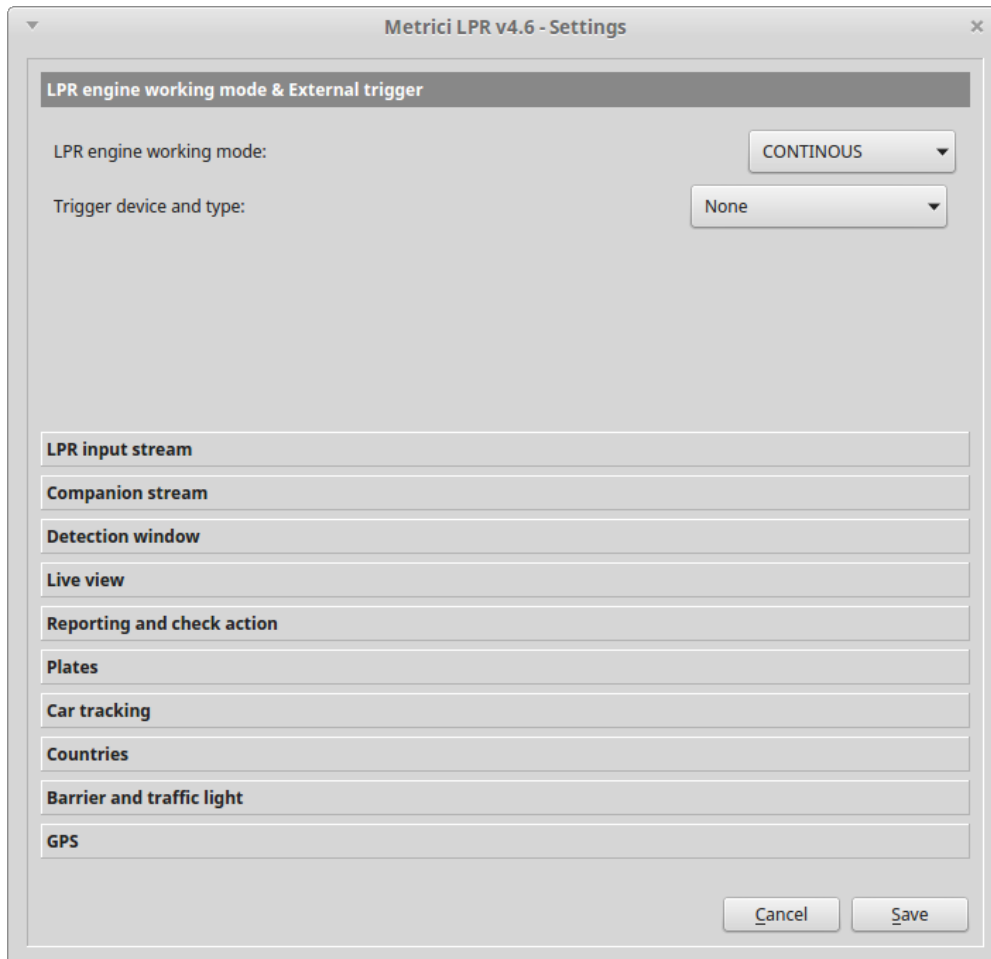 Metrici LPR v4.6 - Settings
LPR engine working mode & External trigger
LPR engine working mode: CONTINOUS
Trigger device and type: None
LPR input stream
Companion stream
Detection window
Live view
Reporting and check action
Plates
Car tracking
Countries
Barrier and traffic light
GPS
Cancel Save